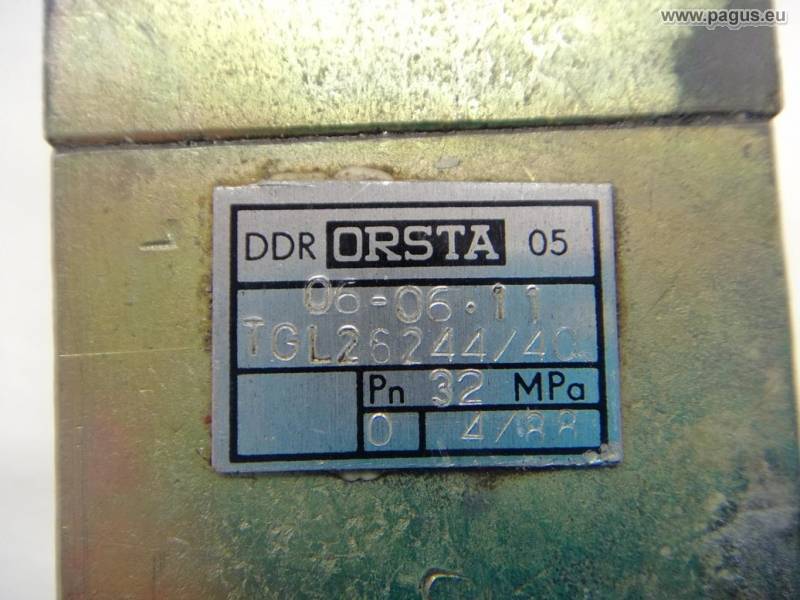 www.pagus.eu
DDR ORSTA 05
06-06·11
TGL26244/40
Pn 32 MPa
0 4/88